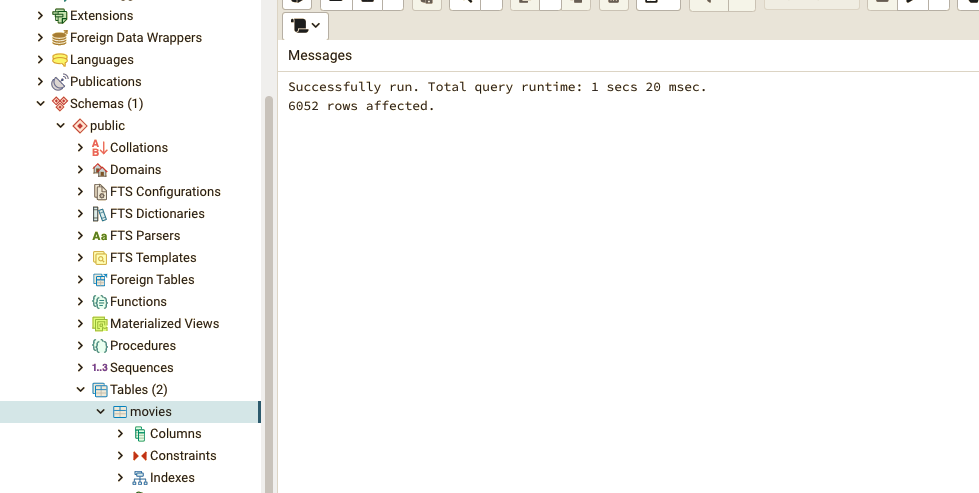 Extensions
Foreign Data Wrappers
Languages
Publications
Schemas (1)
public
Collations
Domains
FTS Configurations
FTS Dictionaries
Aa FTS Parsers
FTS Templates
Foreign Tables
Functions
Materialized Views
Procedures
1..3 Sequences
Tables (2)
movies
Columns
Constraints
Indexes
Messages
Successfully run. Total query runtime: 1 secs 20 msec.
6052 rows affected.